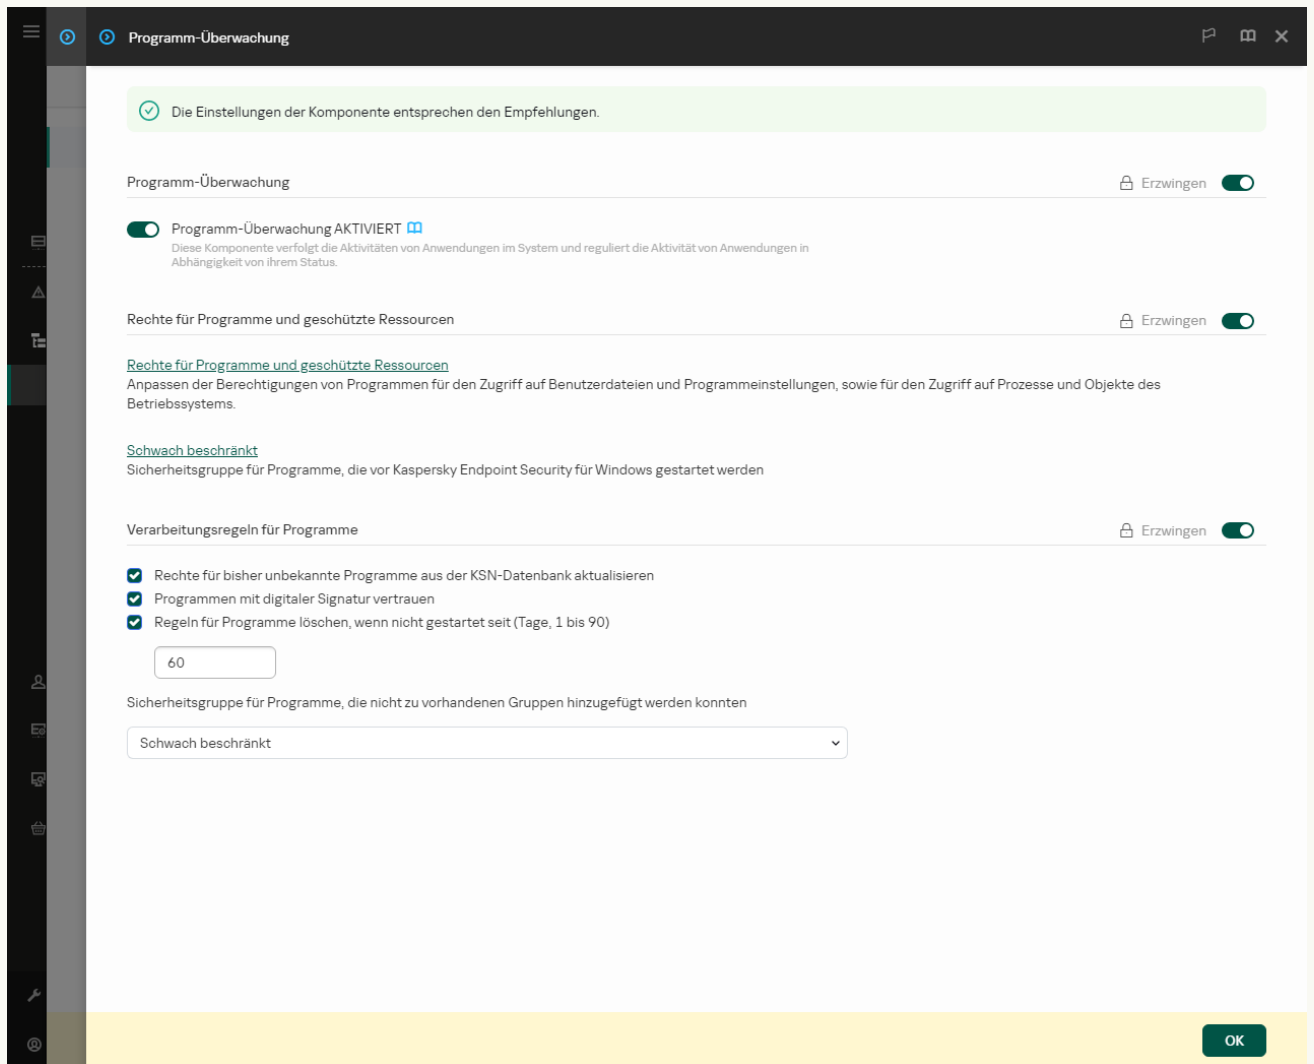 Programm-Überwachung
Die Einstellungen der Komponente entsprechen den Empfehlungen.
Programm-Überwachung
Erzwingen
Programm-Überwachung AKTIVIERT
Diese Komponente verfolgt die Aktivitäten von Anwendungen im System und reguliert die Aktivität von Anwendungen in
Abhängigkeit von ihrem Status.
Rechte für Programme und geschützte Ressourcen
Erzwingen
Rechte für Programme und geschützte Ressourcen
Anpassen der Berechtigungen von Programmen für den Zugriff auf Benutzerdateien und Programmeinstellungen, sowie für den Zugriff auf Prozesse und Objekte des
Betriebssystems.
Schwach beschränkt
Sicherheitsgruppe für Programme, die vor Kaspersky Endpoint Security für Windows gestartet werden
Verarbeitungsregeln für Programme
Erzwingen
Rechte für bisher unbekannte Programme aus der KSN-Datenbank aktualisieren
Programmen mit digitaler Signatur vertrauen
Regeln für Programme löschen, wenn nicht gestartet seit (Tage, 1 bis 90)
60
Sicherheitsgruppe für Programme, die nicht zu vorhandenen Gruppen hinzugefügt werden konnten
Schwach beschränkt
OK